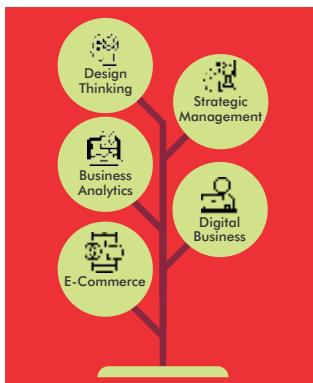 Design
Thinking
Strategic
Management
Business
Analytics
Digital
Business
E-Commerce